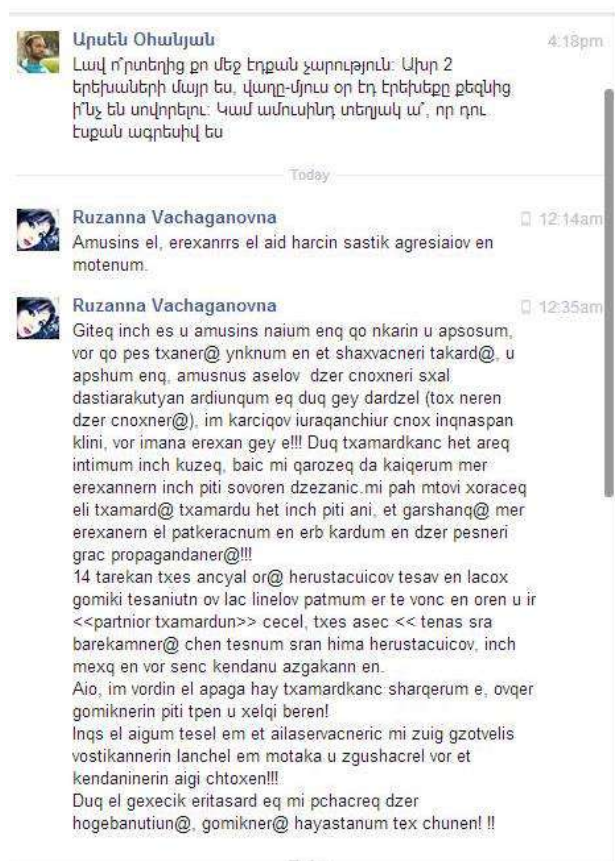 Արսեն Օհանյան
4:18pm
Լավ ո՞րտեղից քո մեջ էդքան չարություն: Ախր 2
երեխաների մայր ես, վաղը-մյուս օր էդ էրեխեքը քեզնից
ի՞նչ են սովորելու: Կամ ամուսինդ տեղյակ ա՞, որ դու
էսքան ագրեսիվ ես
Today
Ruzanna Vachaganovna
12:14am
Amusins el, erexanrrs el aid harcin sastik agresiaiov en
motenum.
Ruzanna Vachaganovna
12:35am
Giteq inch es u amusins naium enq qo nkarin u apsosum,
vor qo pes txaner@ ynknum en et shaxvacneri takard@, u
apshum enq, amusnus aselov dzer cnoxneri sxal
dastiarakutyan ardiunqum eq duq gey dardzel (tox neren
dzer cnoxner@), im karciqov iuraqanchiur cnox inqnaspan
klini, vor imana erexan gey e!!! Duq txamardkanc het areq
intimum inch kuzeq, baic mi qarozeq da kaiqerum mer
erexannern inch piti sovoren dzezanic.mi pah mtovi xoraceq
eli txamard@ txamardu het inch piti ani, et garshanq@ mer
erexanern el patkeracnum en erb kardum en dzer pesneri
grac propagandaner@!!!
14 tarekan txes ancyal or@ herustacuicov tesav en lacox
gomiki tesaniutn ov lac linelov patmum er te vonc en oren u ir
<<partnior txamardun>> cecel, txes asec << tenas sra
barekamner@ chen tesnum sran hima herustacuicov, inch
mexq en vor senc kendanu azgakann en.
Aio, im vordin el apaga hay txamardkanc sharqerum e, ovqer
gomiknerin piti tpen u xelqi beren!
Inqs el aigum tesel em et ailaservacneric mi zuig gzotvelis
vostikannerin lanchel em motaka u zgushacrel vor et
kendaninerin aigi chtoxen!!!
Duq el gexecik eritasard eq mi pchacreq dzer
hogebanutiun@, gomikner@ hayastanum tex chunen! !!